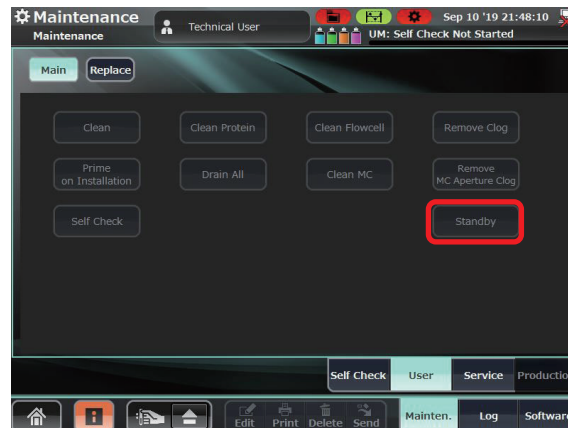 Maintenance
Maintenance
Technical User
Sep 10 '19 21:48:10
UM: Self Check Not Started
Main
Replace
Clean
Clean Protein
Clean Flowcell
Remove Clog
Prime
on Installation
Drain All
Clean MC
Remove
MC Aperture Clog
Self Check
Standby
Self Check
User
Service
Productio
Edit
Print
Delete
Send
Mainten.
Log
Software